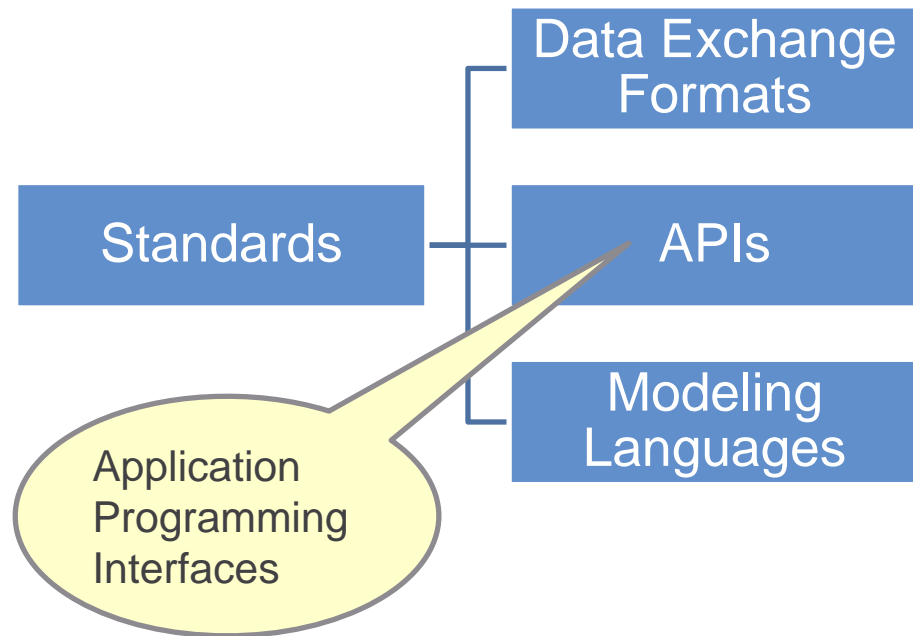 Data Exchange
Formats
Standards
APIs
Modeling
Languages
Application
Programming
Interfaces